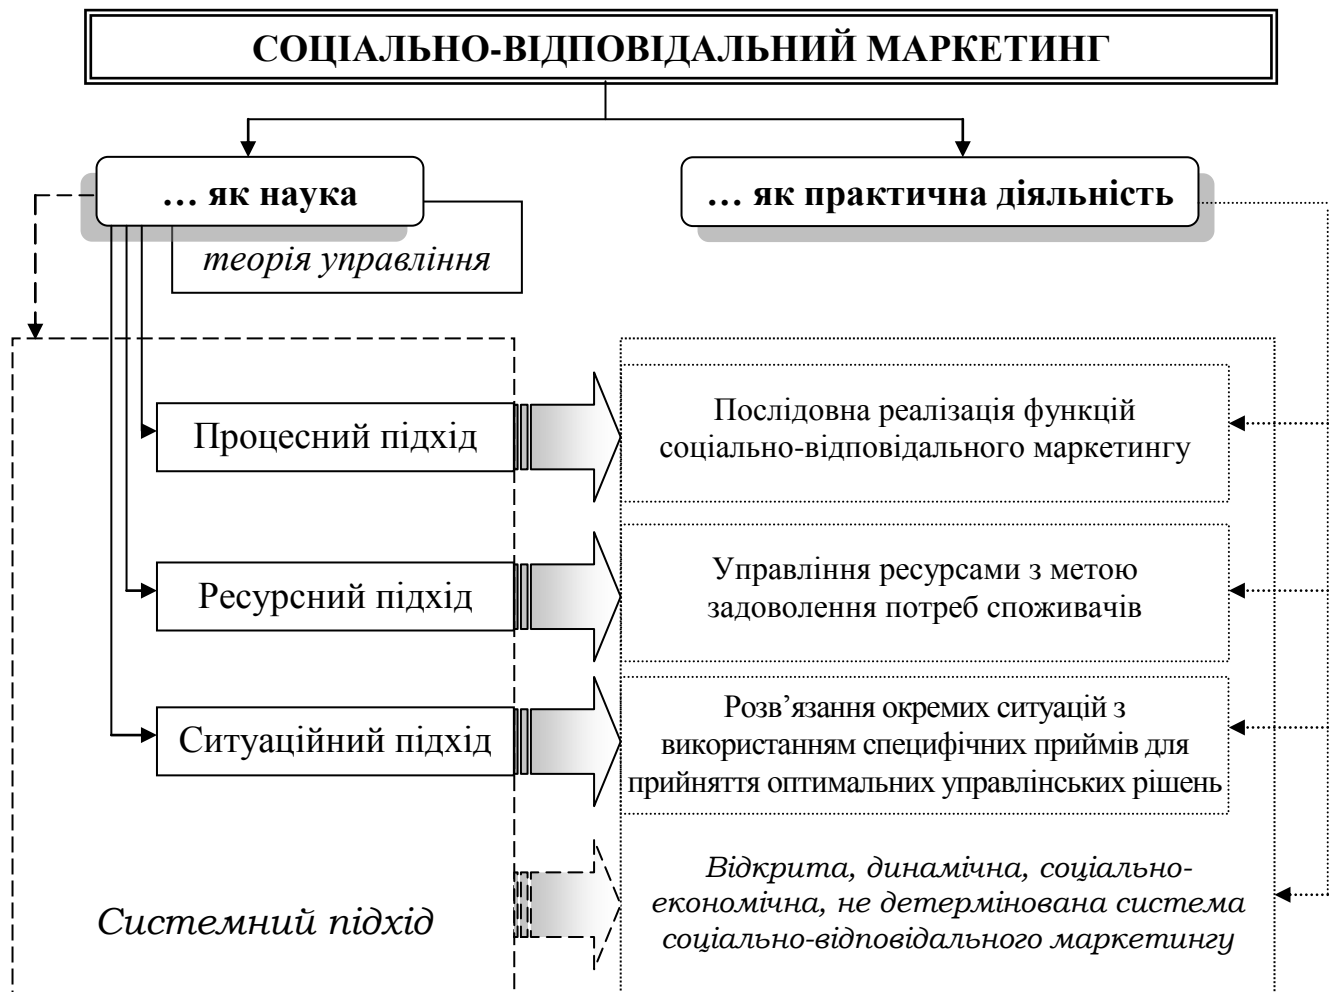 СОЦІАЛЬНО-ВІДПОВІДАЛЬНИЙ МАРКЕТИНГ
… як наука
… як практична діяльність
теорія управління
Процесний підхід
Послідовна реалізація функцій
соціально-відповідального маркетингу
Ресурсний підхід
Управління ресурсами з метою
задоволення потреб споживачів
Ситуаційний підхід
Розв’язання окремих ситуацій з
використанням специфічних приймів для
прийняття оптимальних управлінських рішень
Системний підхід
Відкрита, динамічна, соціально-
економічна, не детермінована система
соціально-відповідального маркетингу